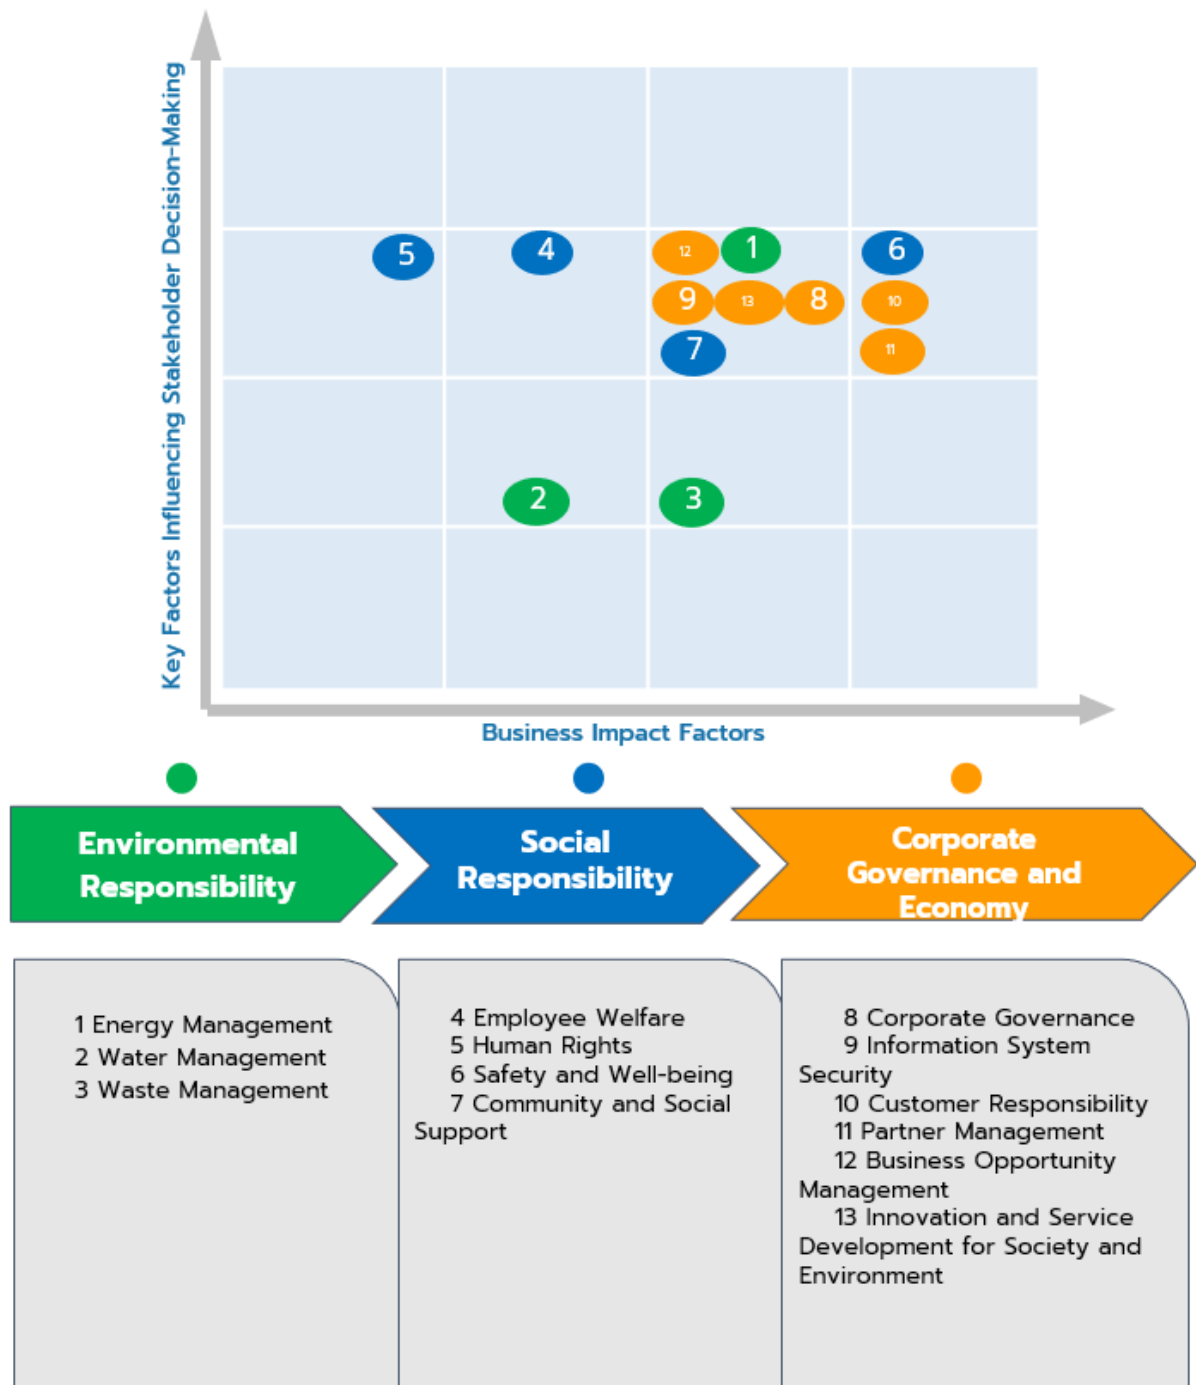 Key Factors Influencing Stakeholder Decision-Making
5
4
12
1
6
9
13
8
10
7
11
2
3
Business Impact Factors
Environmental
Responsibility
Social
Responsibility
Corporate
Governance and
Economy
1 Energy Management
2 Water Management
3 Waste Management
4 Employee Welfare
5 Human Rights
6 Safety and Well-being
7 Community and Social
Support
8 Corporate Governance
9 Information System
Security
10 Customer Responsibility
11 Partner Management
12 Business Opportunity
Management
13 Innovation and Service
Development for Society and
Environment